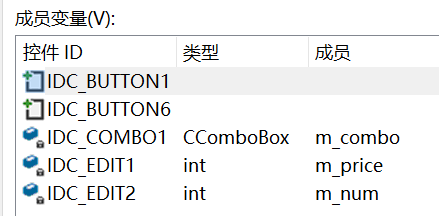 成员变量(V):
控件 ID 类型 成员
IDC_BUTTON1
IDC_BUTTON6
IDC_COMBO1 CComboBox m_combo
IDC_EDIT1 int m_price
IDC_EDIT2 int m_num